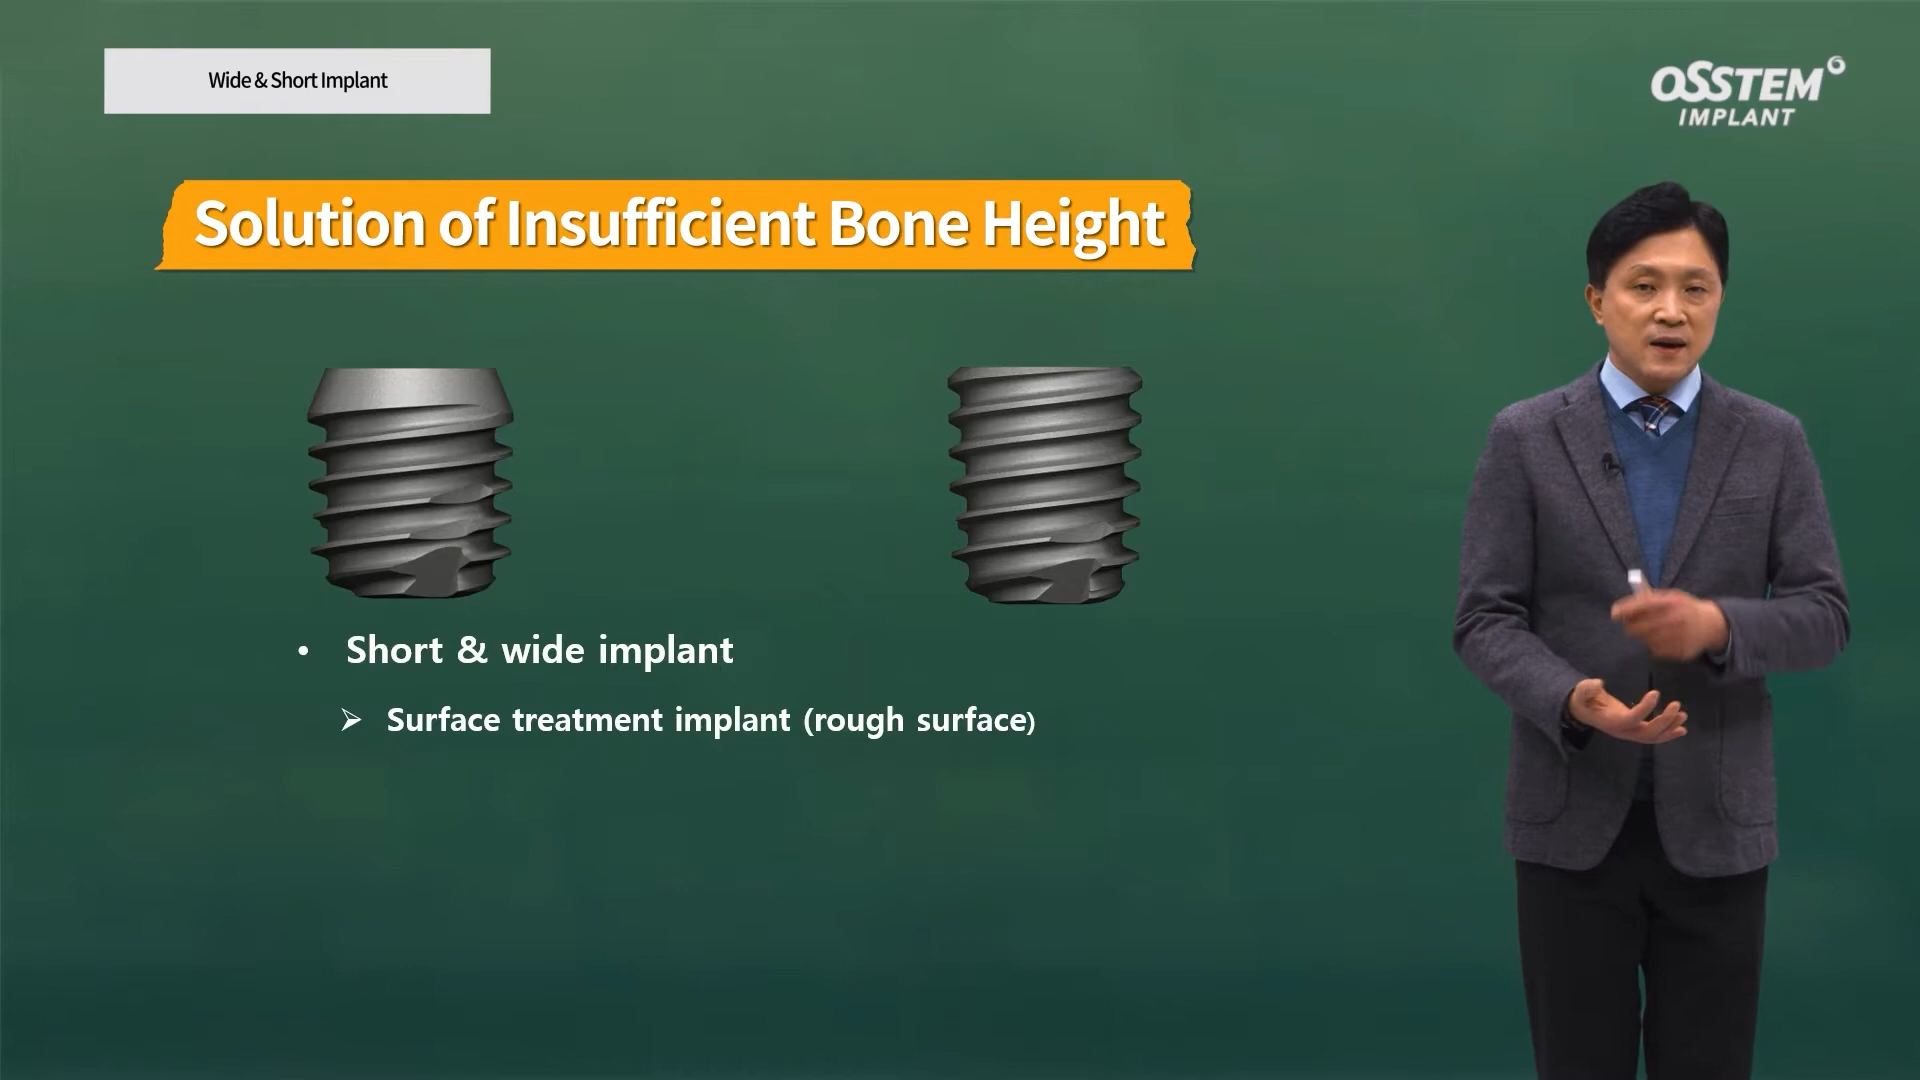 Wide & Short Implant
OSSTEM
IMPLANT
Solution of Insufficient Bone Height
• Short & wide implant
➢ Surface treatment implant (rough surface)